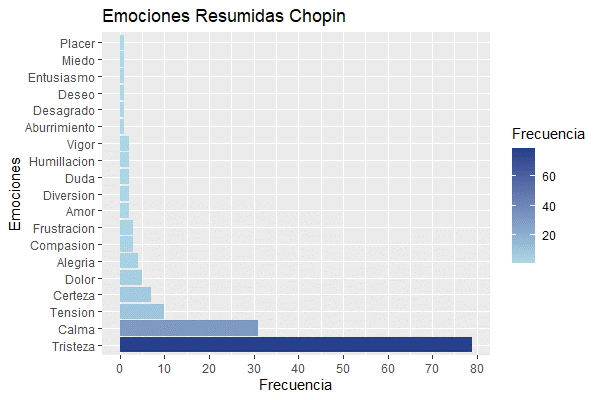 Emociones Resumidas Chopin
Placer
Miedo
Entusiasmo
Deseo
Desagrado
Aburrimiento
Vigor
Humillacion
Duda
Diversion
Amor
Frustracion
Compasion
Alegria
Dolor
Certeza
Tension
Calma
Tristeza
Emociones
0 10 20 30 40 50 60 70 80
Frecuencia
Frecuencia
60
40
20